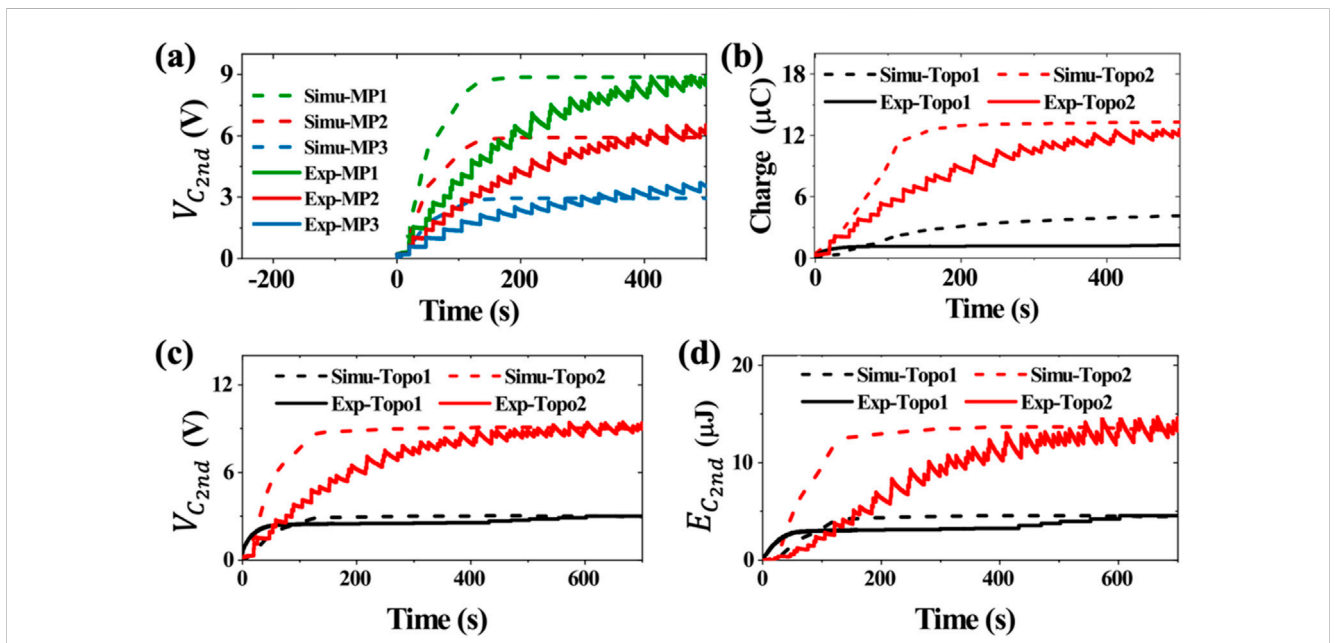 (a)
9
6
3
0
-200
0
200
400
V_{C_{2nd}} (V)
Time (s)
Simu-MP1
Simu-MP2
Simu-MP3
Exp-MP1
Exp-MP2
Exp-MP3
(b)
18
12
6
0
0
200
400
Charge (μC)
Time (s)
Simu-Topo1 Simu-Topo2
Exp-Topo1 Exp-Topo2
(c)
12
9
6
3
0
0
200
400
600
V_{C_{2nd}} (V)
Time (s)
Simu-Topo1 Simu-Topo2
Exp-Topo1 Exp-Topo2
(d)
20
10
0
0
200
400
600
E_{C_{2nd}} (μJ)
Time (s)
Simu-Topo1 Simu-Topo2
Exp-Topo1 Exp-Topo2